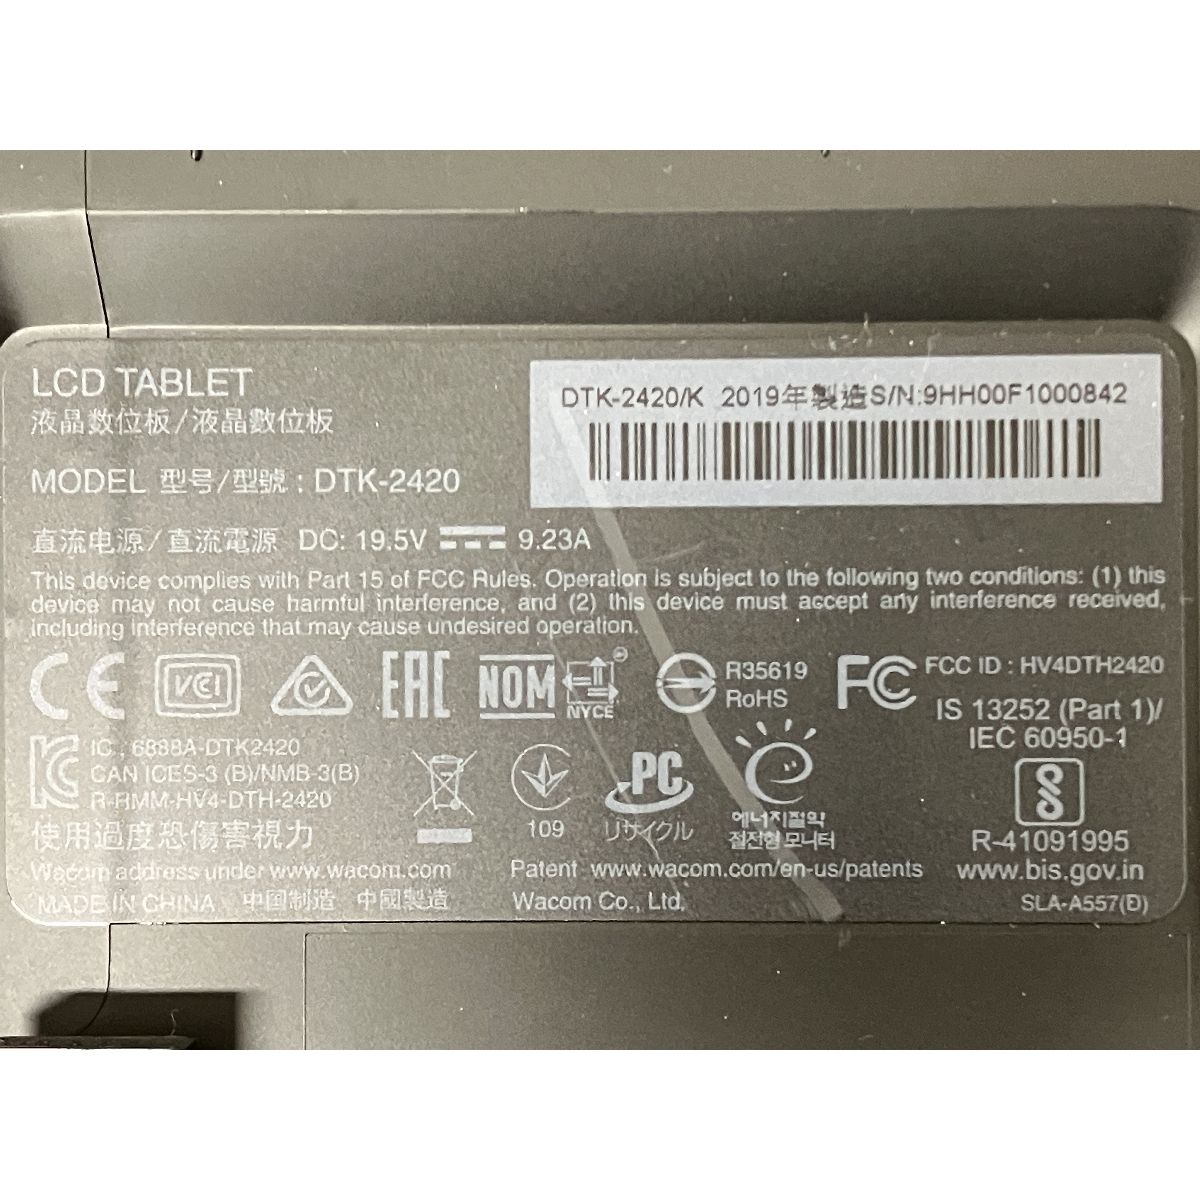 LCD TABLET
液晶数位板/液晶數位板
MODEL 型号/型號 : DTK-2420
DTK-2420/K 2019年製造S/N:9HH00F1000842
直流电源/直流電源 DC: 19.5V 9.23A
This device complies with Part 15 of FCC Rules. Operation is subject to the following two conditions: (1) this
device may not cause harmful interference, and (2) this device must accept any interference received,
including interference that may cause undesired operation.
CE
VCI
EAC
NOM
NYCE
R35619
RoHS
FC
FCC ID : HV4DTH2420
IS 13252 (Part 1)/
IEC 60950-1
IC : 6888A-DTK2420
CAN ICES-3 (B)/NMB-3(B)
R-RMM-HV4-DTH-2420
使用過度恐傷害視力
109
PC
リサイクル
에너지절약
절전형 모니터
R-41091995
www.bis.gov.in
Wacom address under www.wacom.com
Patent www.wacom.com/en-us/patents
MADE IN CHINA 中国制造 中國製造
Wacom Co., Ltd.
SLA-A557(D)